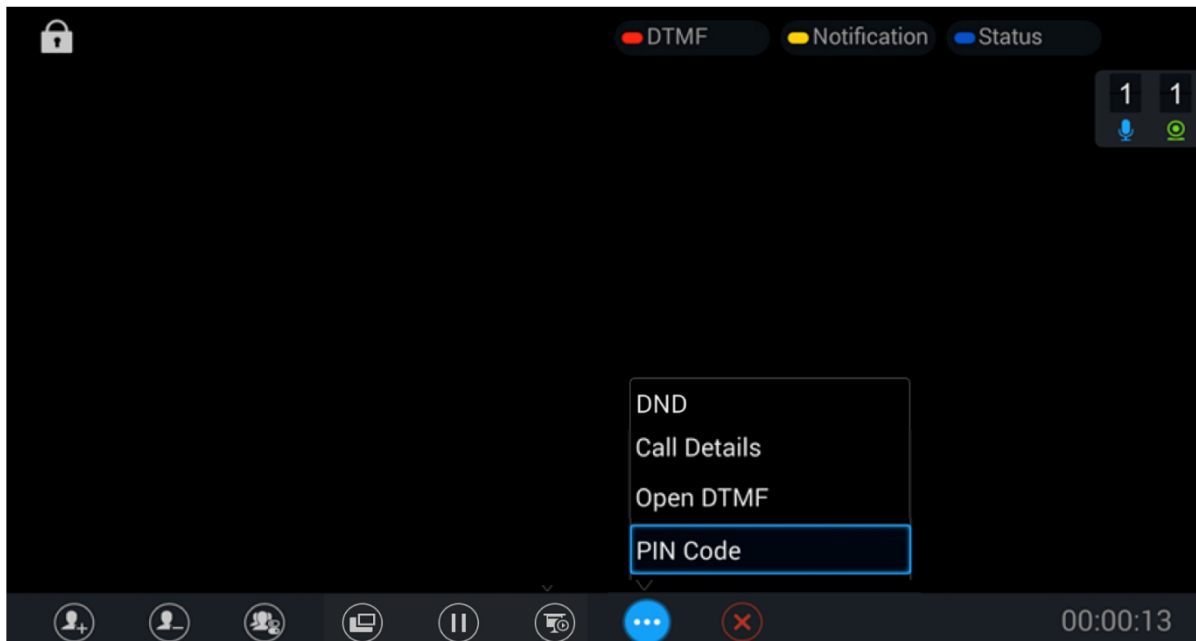 DTMF Notification Status
1 1
DND
Call Details
Open DTMF
PIN Code
00:00:13